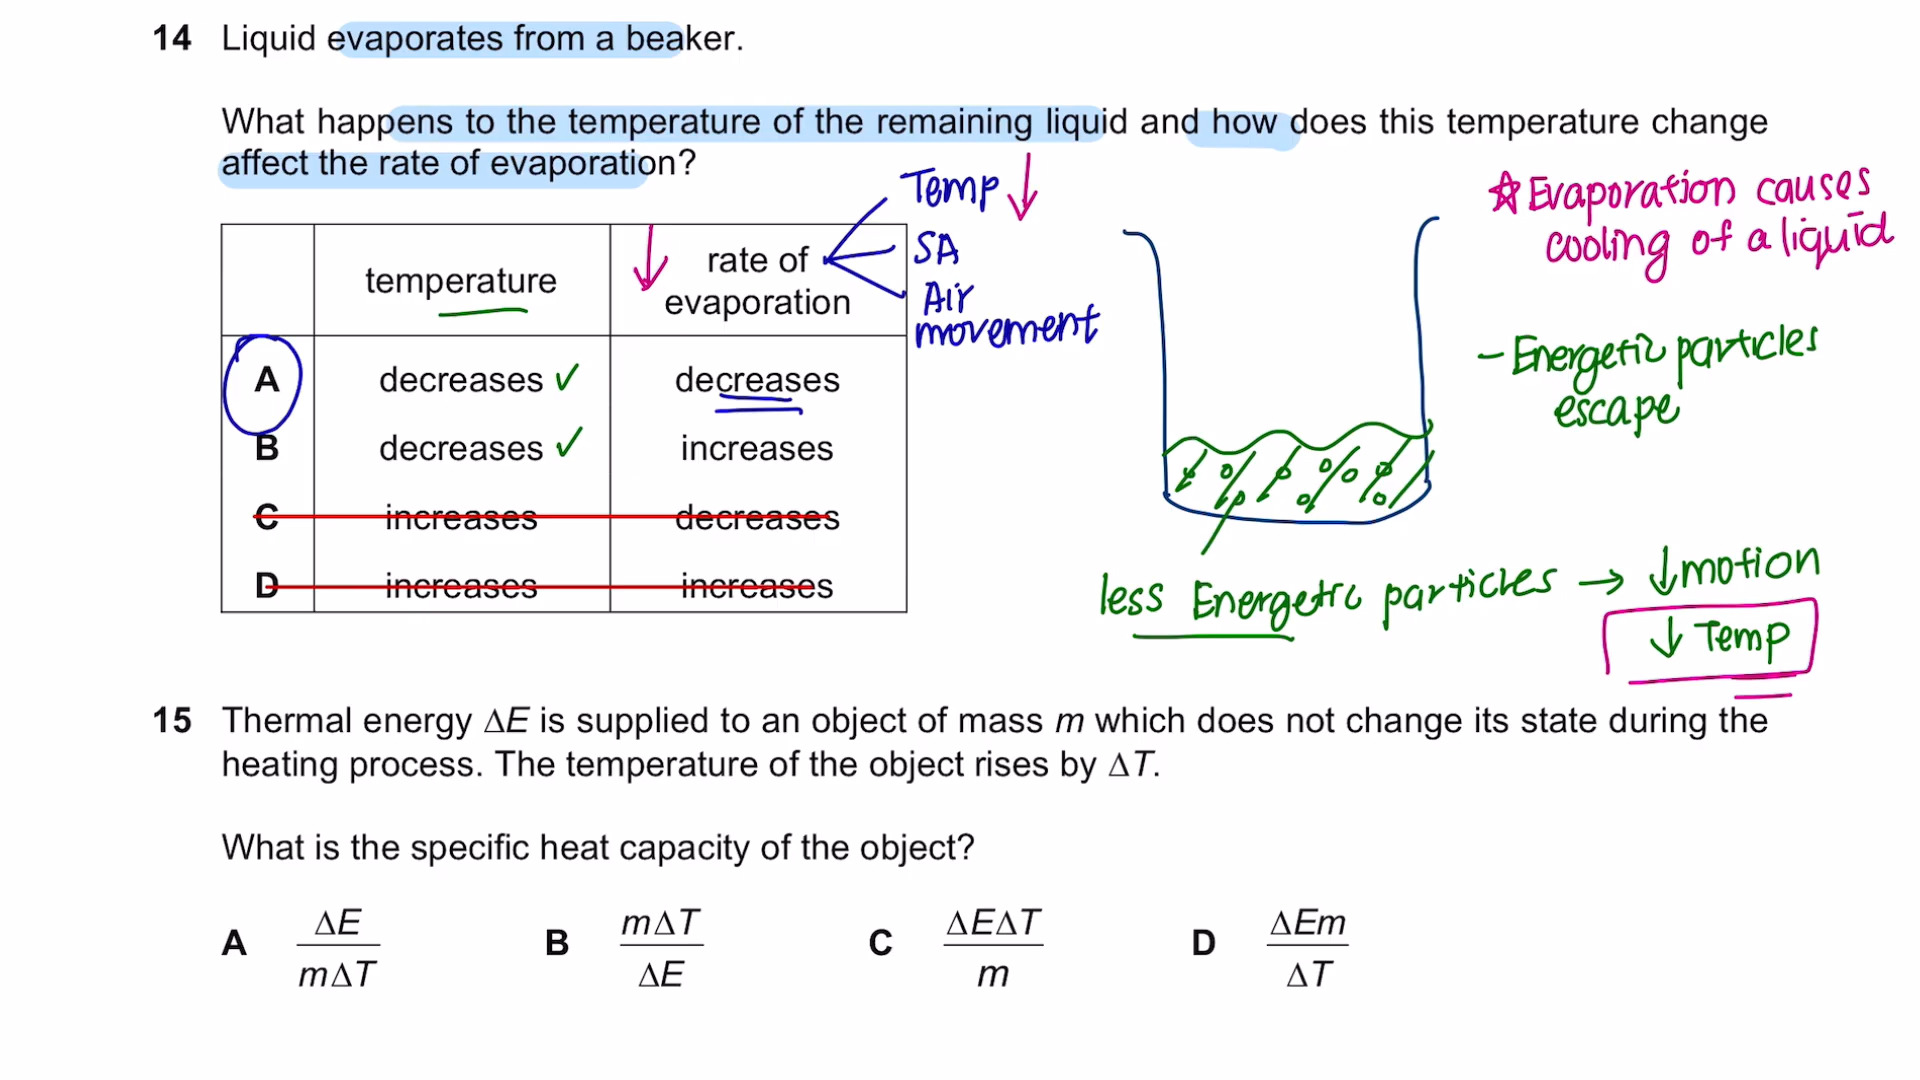 14 Liquid evaporates from a beaker.
What happens to the temperature of the remaining liquid and how does this temperature change
affect the rate of evaporation?
Temp ↓
SA
Air
movement
☆ Evaporation causes
cooling of a liquid
temperature ↓ rate of
evaporation
- Energetic particles
escape
A decreases ✓ decreases
B decreases ✓ increases
C increases decreases
D increases increases
less Energetic particles → ↓ motion
↓ Temp
15 Thermal energy ΔE is supplied to an object of mass m which does not change its state during the
heating process. The temperature of the object rises by ΔT.
What is the specific heat capacity of the object?
A ΔE / mΔT B mΔT / ΔE C ΔEΔT / m D ΔEm / ΔT